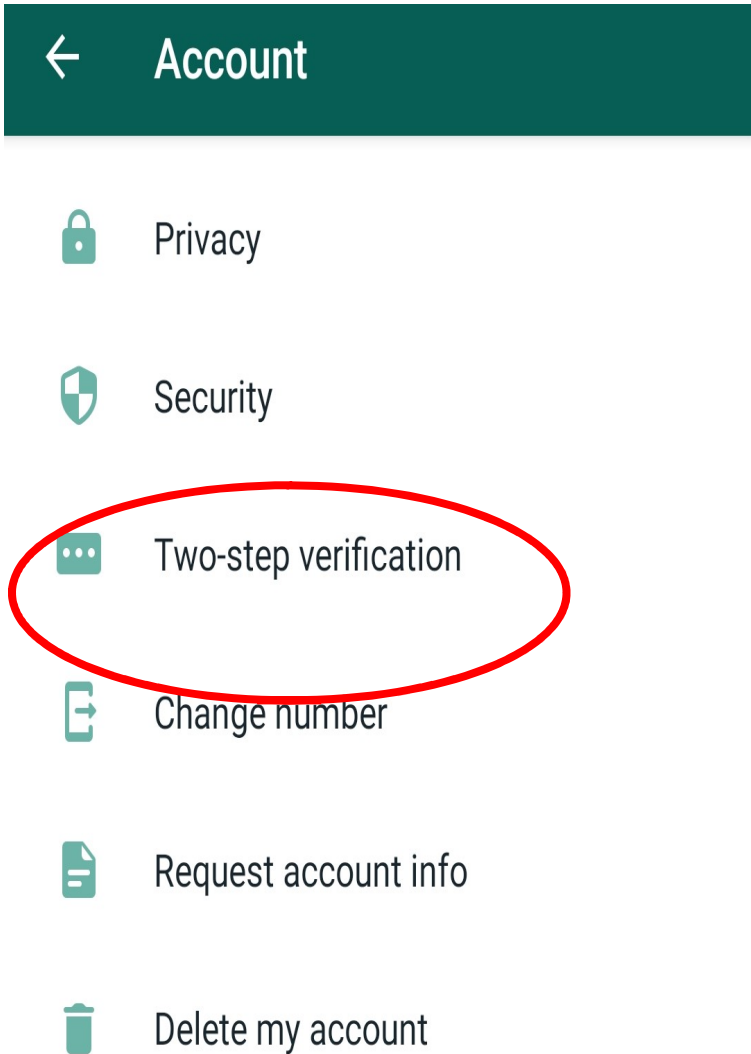 Account
Privacy
Security
Two-step verification
Change number
Request account info
Delete my account